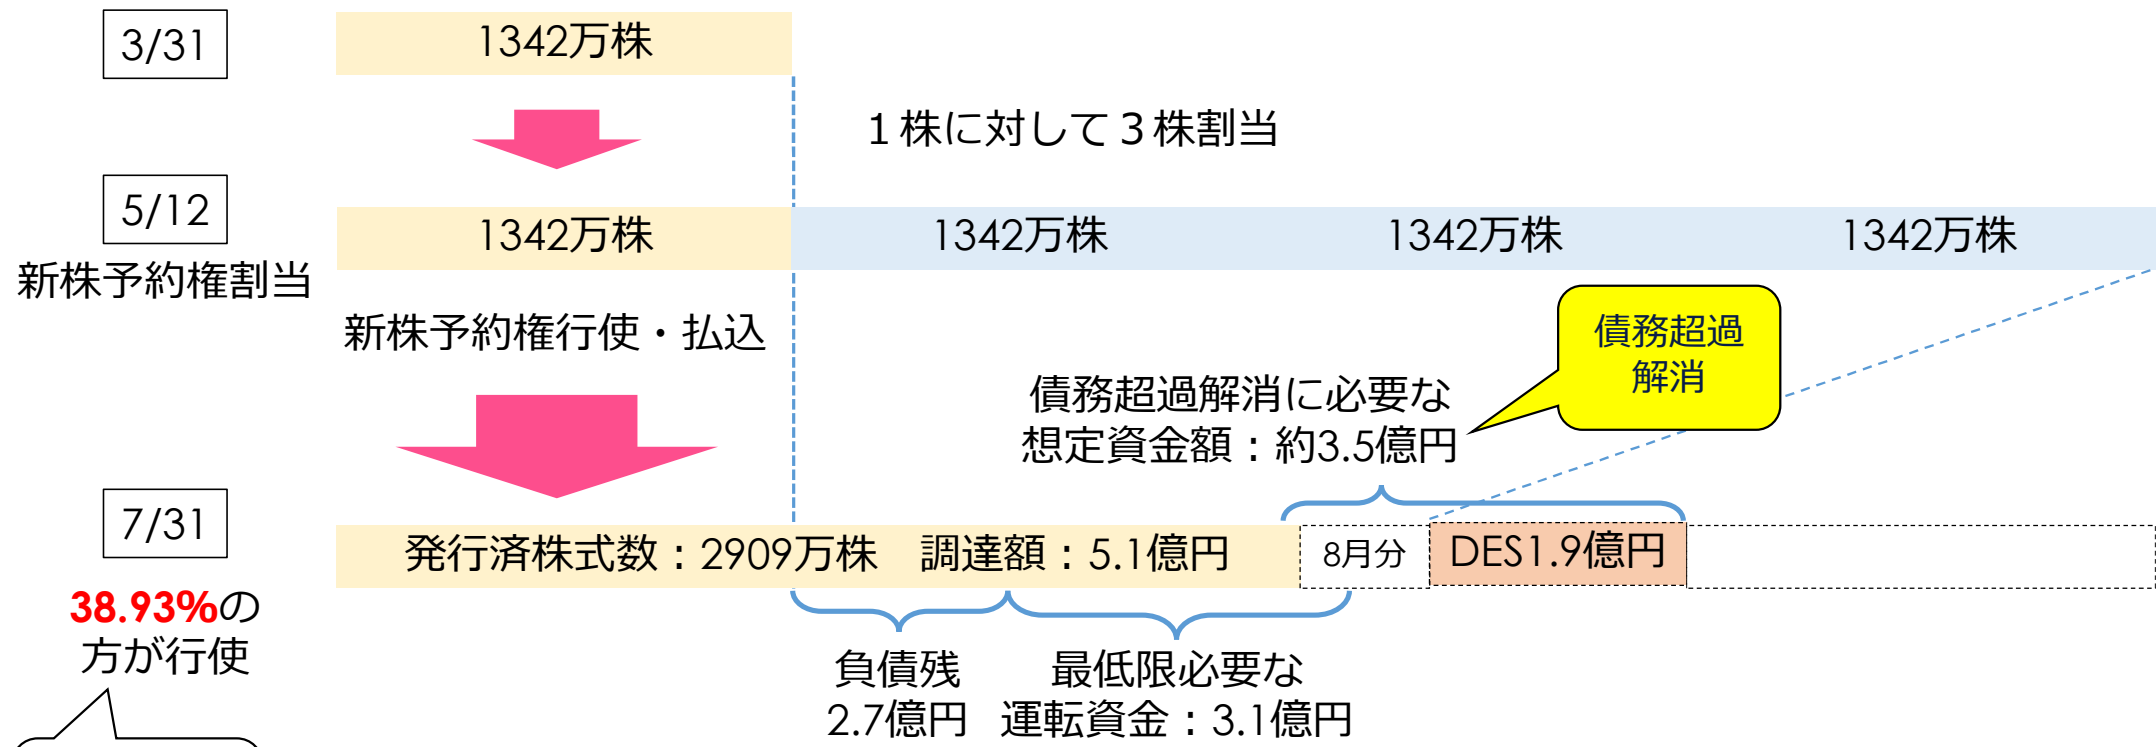 3/31
1342万株
1株に対して3株割当
5/12
新株予約権割当
1342万株
1342万株
1342万株
1342万株
新株予約権行使・払込
債務超過
解消
債務超過解消に必要な
想定資金額：約3.5億円
7/31
発行済株式数：2909万株　調達額：5.1億円
8月分
DES1.9億円
38.93%の
方が行使
負債残
2.7億円
最低限必要な
運転資金：3.1億円